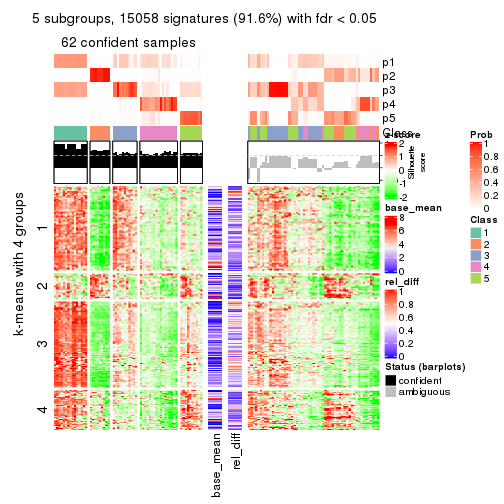 5 subgroups, 15058 signatures (91.6%) with fdr < 0.05
62 confident samples
p1
p2
p3
p4
p5
Class
Silhouette score
z-score
2
1
0
-1
-2
base_mean
8
6
4
2
0
rel_diff
1
0.8
0.6
0.4
0.2
0
Status (barplots)
confident
ambiguous
Prob
1
0.8
0.6
0.4
0.2
0
Class
1
2
3
4
5
k-means with 4 groups
1
2
3
4
base_mean
rel_diff